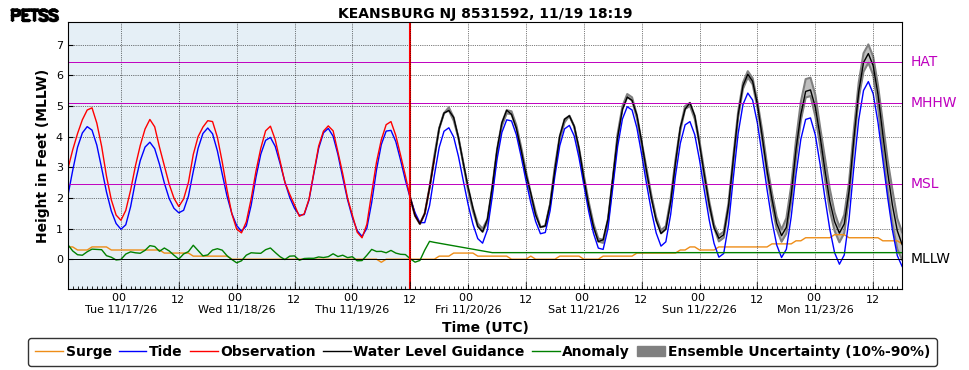 PETSS
KEANSBURG NJ 8531592, 11/19 18:19
Height in Feet (MLLW)
7
6
5
4
3
2
1
0
HAT
MHHW
MSL
MLLW
00 12 00 12 00 12 00 12 00 12 00 12 00 12
Tue 11/17/26 Wed 11/18/26 Thu 11/19/26 Fri 11/20/26 Sat 11/21/26 Sun 11/22/26 Mon 11/23/26
Time (UTC)
Surge Tide Observation Water Level Guidance Anomaly Ensemble Uncertainty (10%-90%)